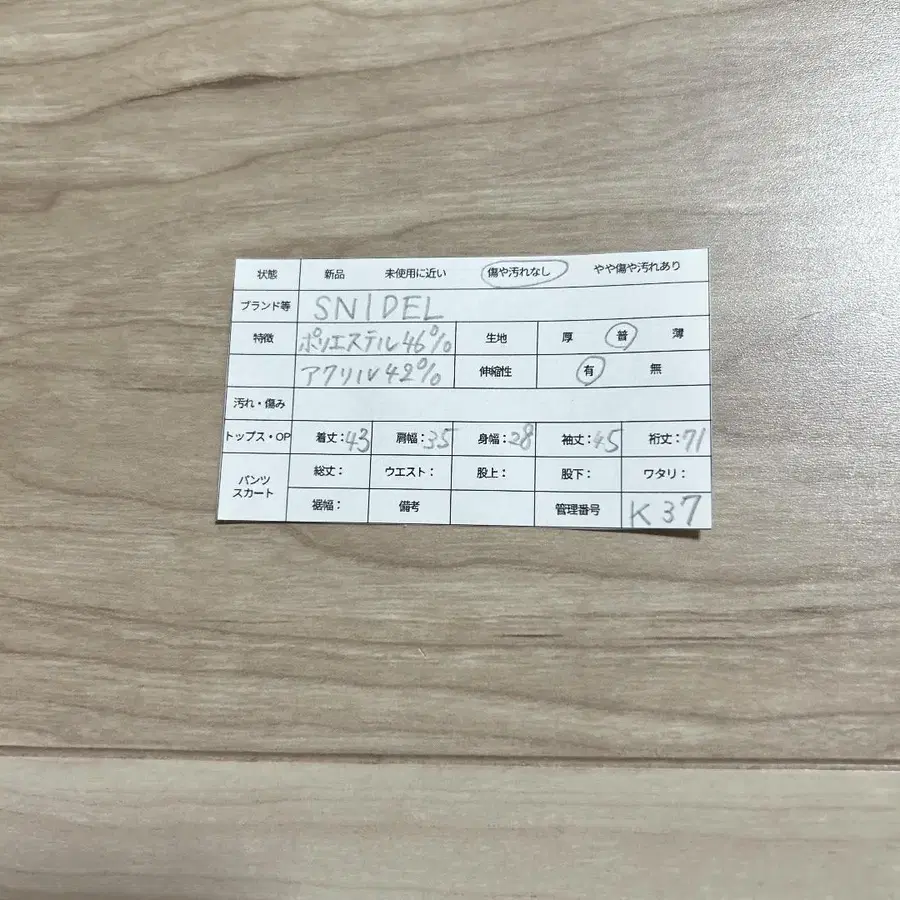 状態 新品 未使用に近い 傷や汚れなし やや傷や汚れあり
ブランド等 SNIDEL
特徴 ポリエステル46% 生地 厚 普 薄
アクリル42% 伸縮性 有 無
汚れ・傷み
トップス・OP 着丈:43 肩幅:35 身幅:28 袖丈:45 裄丈:71
パンツ スカート 総丈: ウエスト: 股上: 股下: ワタリ:
裾幅: 備考 管理番号 K37